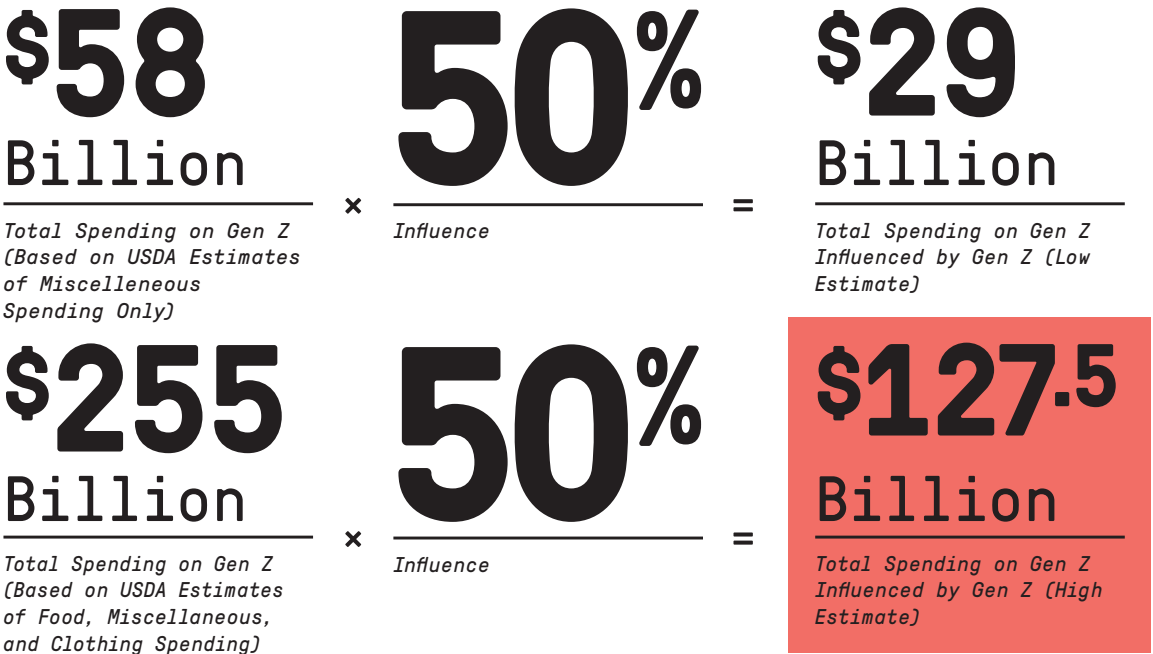 $58
Billion
Total Spending on Gen Z
(Based on USDA Estimates
of Miscelleneous
Spending Only)
×
50%
Influence
=
$29
Billion
Total Spending on Gen Z
Influenced by Gen Z (Low
Estimate)
$255
Billion
Total Spending on Gen Z
(Based on USDA Estimates
of Food, Miscellaneous,
and Clothing Spending)
×
50%
Influence
=
$127.5
Billion
Total Spending on Gen Z
Influenced by Gen Z (High
Estimate)